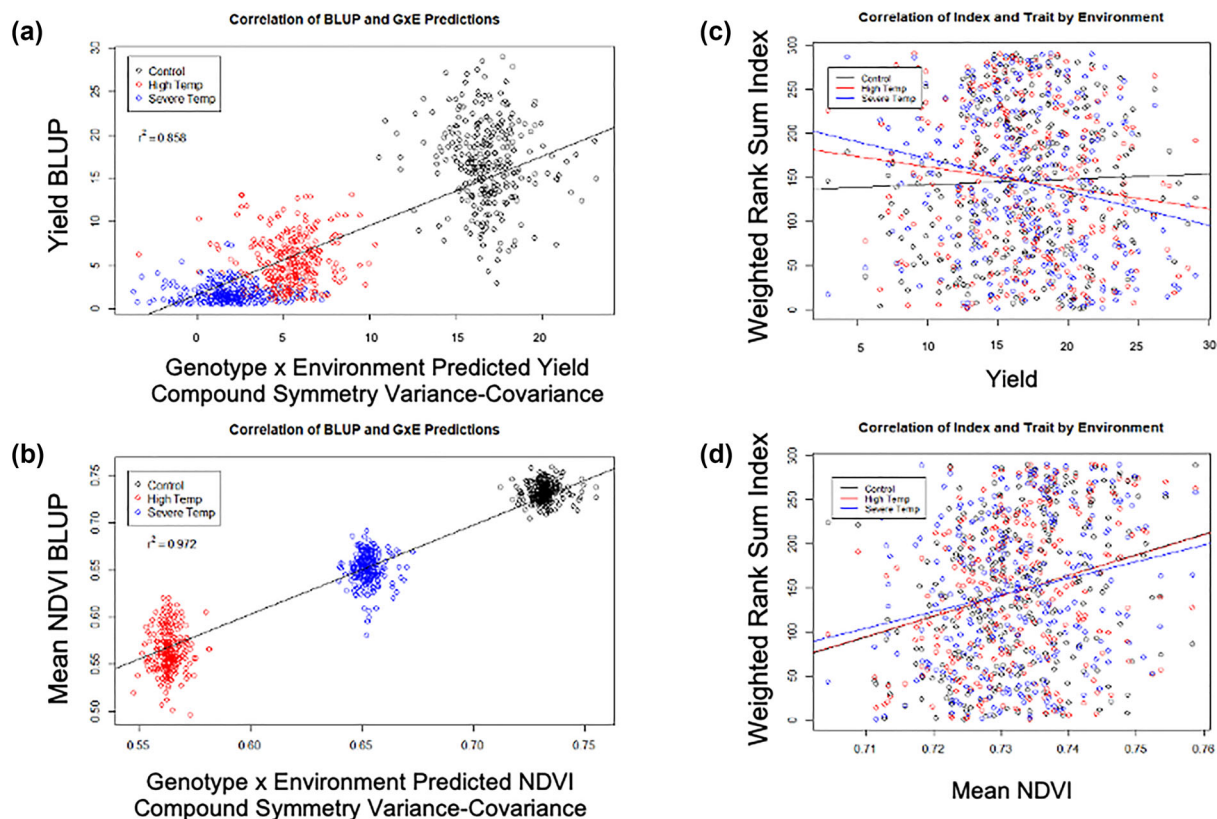 (a)
Correlation of BLUP and GxE Predictions
Yield BLUP
0 5 10 15 20 25 30
Control
High Temp
Severe Temp
r² = 0.858
0 5 10 15 20
Genotype x Environment Predicted Yield
Compound Symmetry Variance-Covariance
(b)
Correlation of BLUP and GxE Predictions
Mean NDVI BLUP
0.50 0.55 0.60 0.65 0.70 0.75
Control
High Temp
Severe Temp
r² = 0.972
0.55 0.60 0.65 0.70 0.75
Genotype x Environment Predicted NDVI
Compound Symmetry Variance-Covariance
(c)
Correlation of Index and Trait by Environment
Weighted Rank Sum Index
0 50 100 150 200 250 300
Control
High Temp
Severe Temp
5 10 15 20 25 30
Yield
(d)
Correlation of Index and Trait by Environment
Weighted Rank Sum Index
0 50 100 150 200 250 300
Control
High Temp
Severe Temp
0.71 0.72 0.73 0.74 0.75 0.76
Mean NDVI